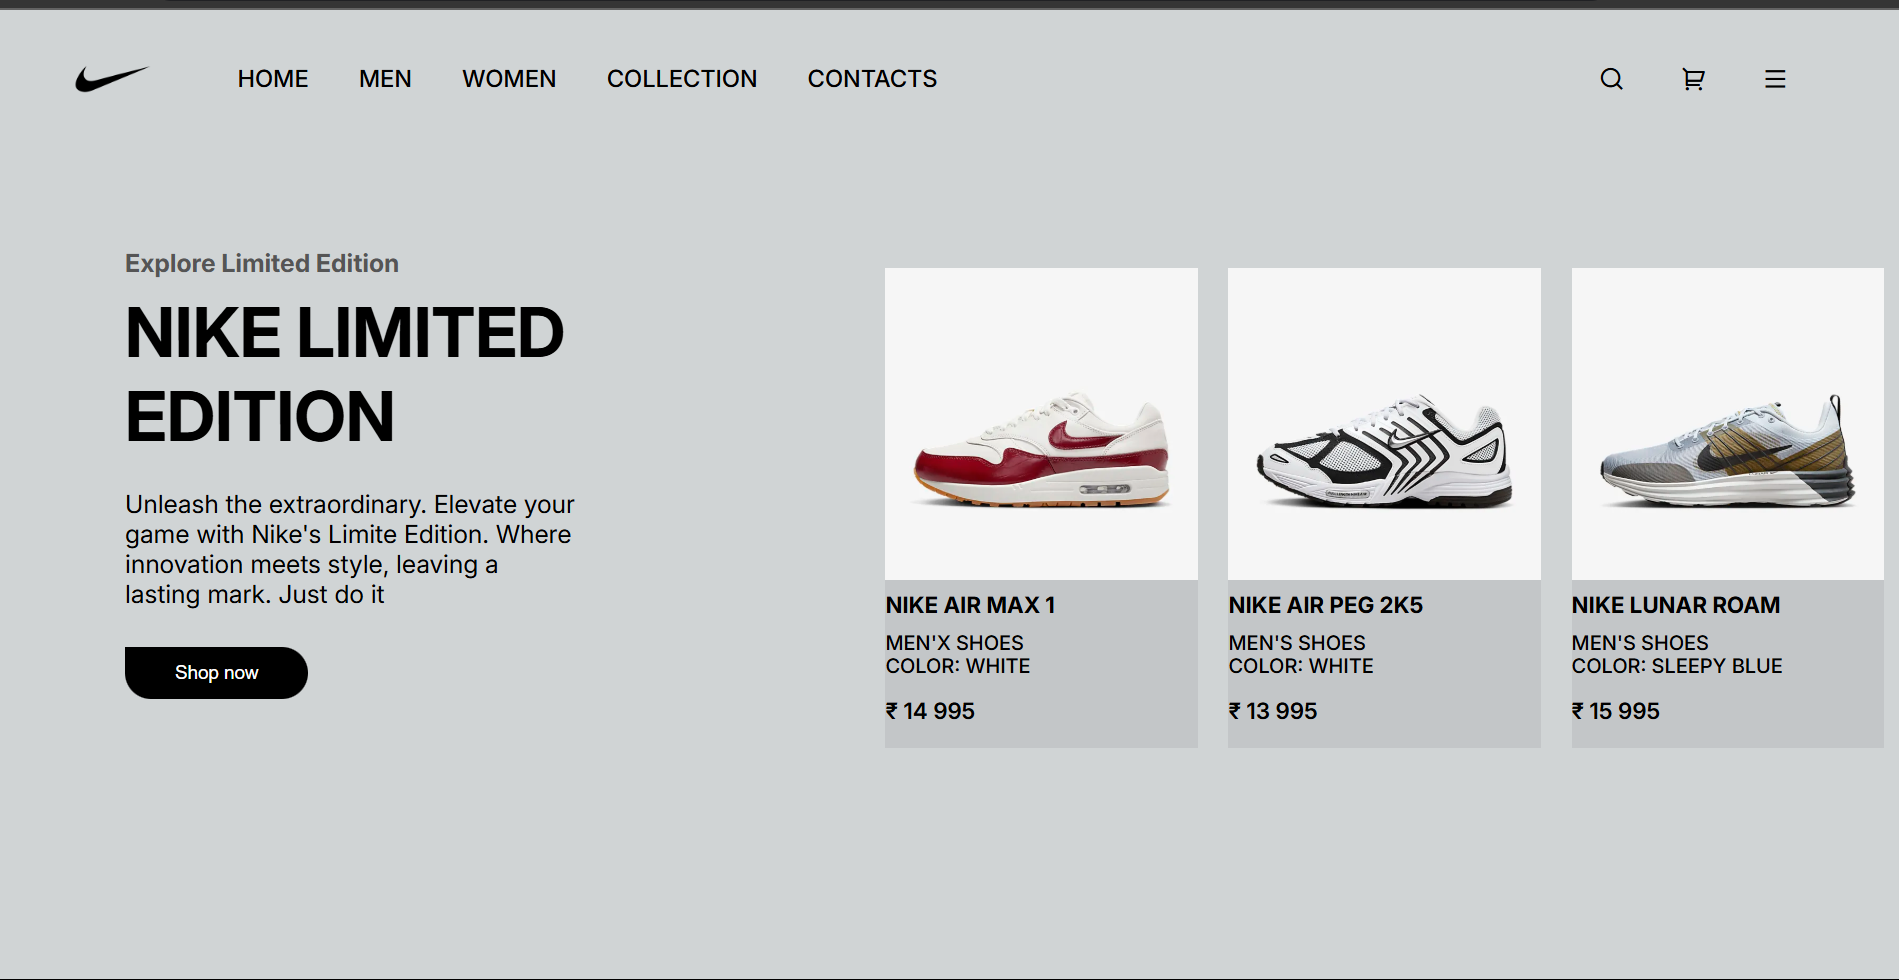 HOME MEN WOMEN COLLECTION CONTACTS
Explore Limited Edition
NIKE LIMITED
EDITION
Unleash the extraordinary. Elevate your
game with Nike's Limite Edition. Where
innovation meets style, leaving a
lasting mark. Just do it
Shop now
NIKE AIR MAX 1
MEN'X SHOES
COLOR: WHITE
₹ 14 995
NIKE AIR PEG 2K5
MEN'S SHOES
COLOR: WHITE
₹ 13 995
NIKE LUNAR ROAM
MEN'S SHOES
COLOR: SLEEPY BLUE
₹ 15 995